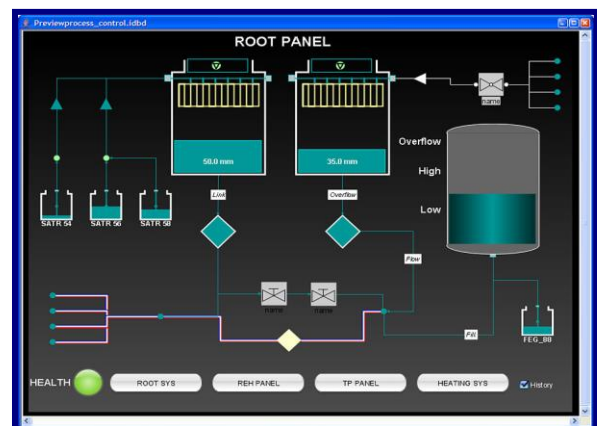 Previewprocess_control.idbd
ROOT PANEL
name
Overflow
High
Low
50.0 mm
35.0 mm
Link
Overflow
SATR 54
SATR 56
SATR 58
Flow
name
name
Fill
FEG_88
HEALTH
ROOT SYS
REH PANEL
TP PANEL
HEATING SYS
History